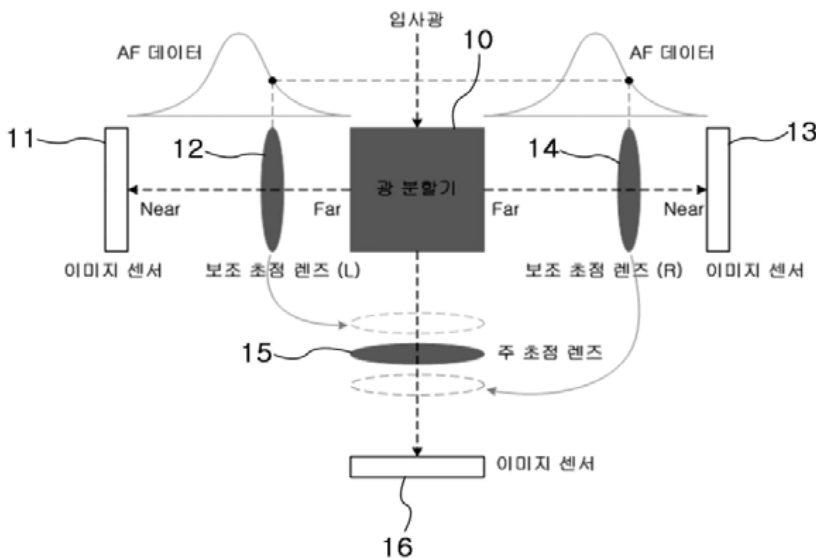 입사광
10
AF 데이터
AF 데이터
11
12
14
13
광 분할기
Near
Far
Far
Near
이미지 센서
보조 초점 렌즈 (L)
보조 초점 렌즈 (R)
이미지 센서
15
주 초점 렌즈
이미지 센서
16